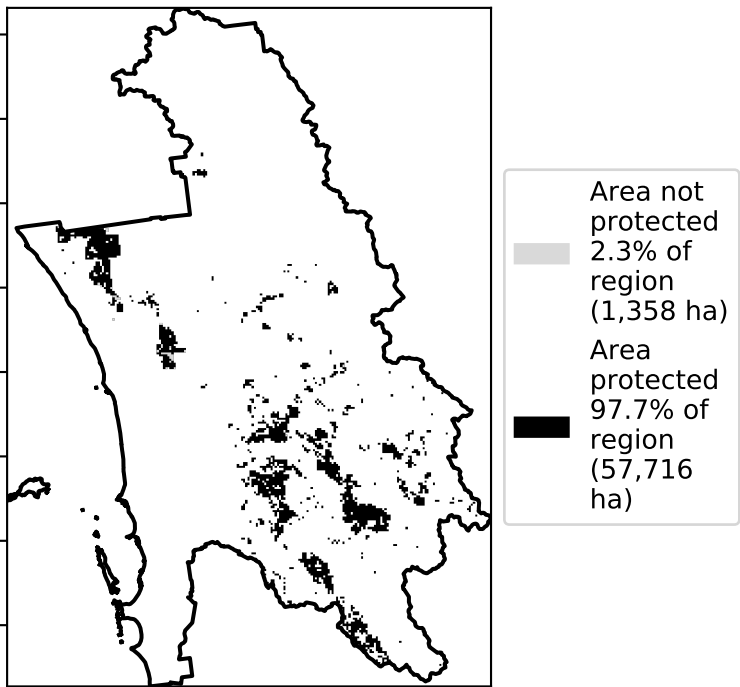 Area not
protected
2.3% of
region
(1,358 ha)
Area
protected
97.7% of
region
(57,716
ha)